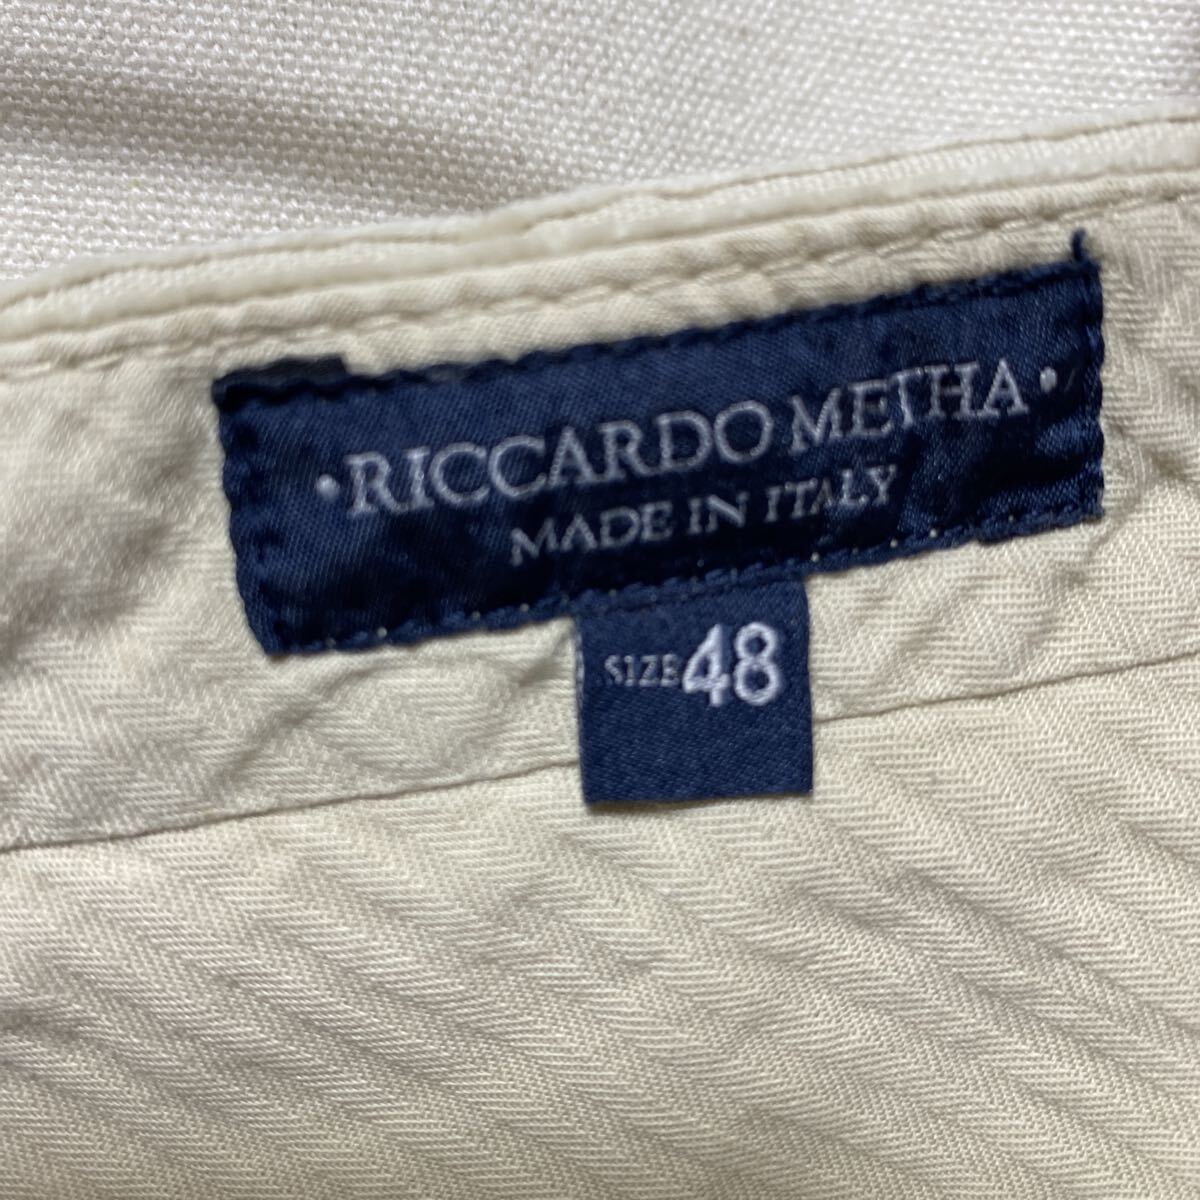 •RICCARDO METHA•
MADE IN ITALY
SIZE 48